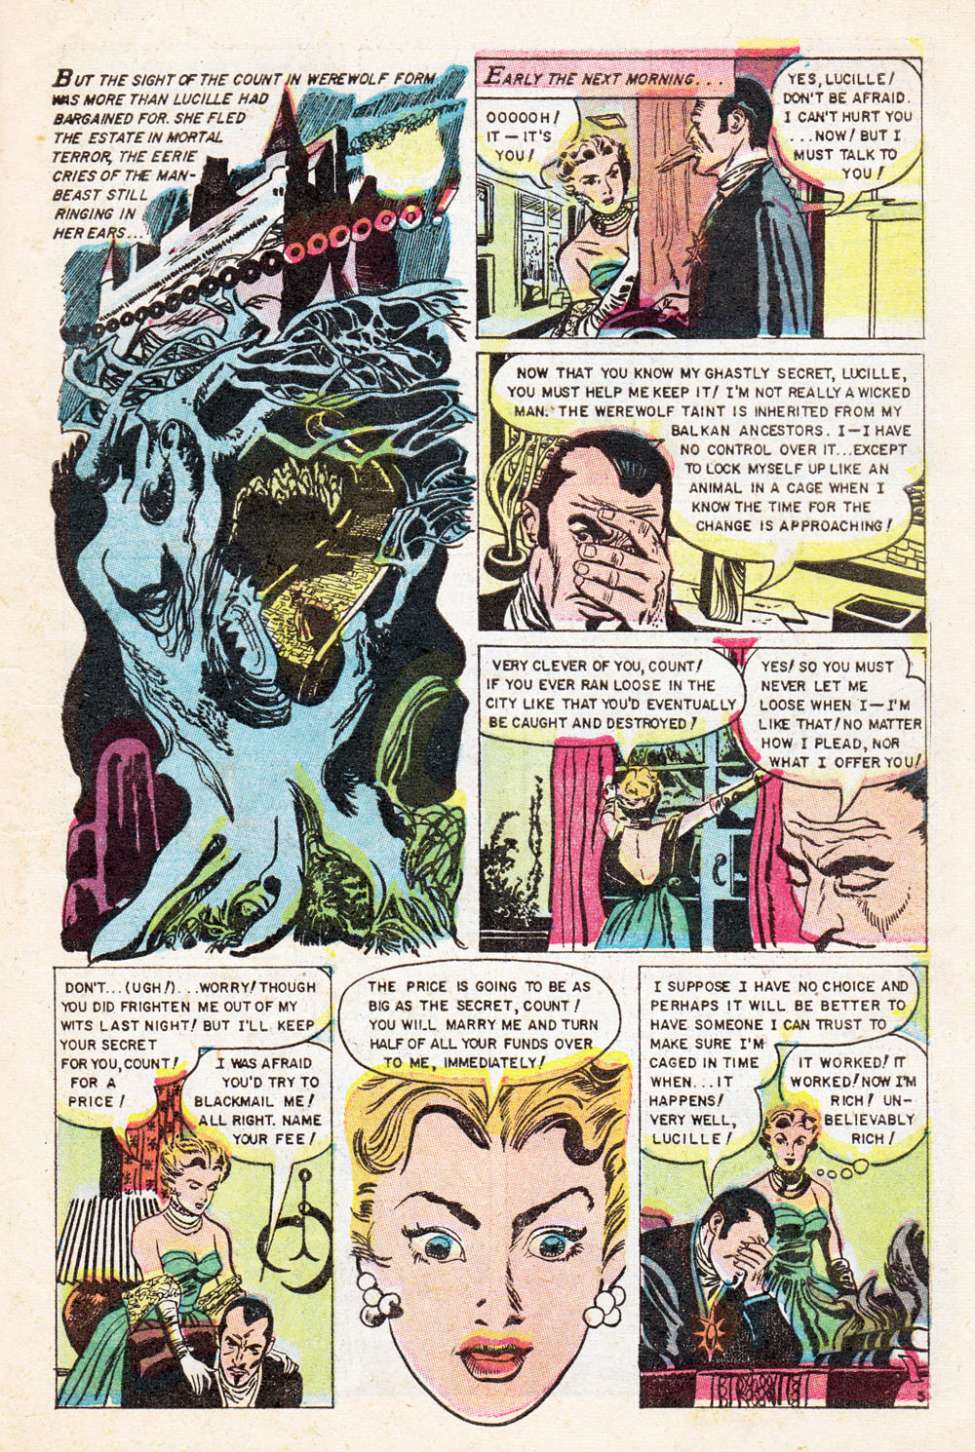 BUT THE SIGHT OF THE COUNT IN WEREWOLF FORM
WAS MORE THAN LUCILLE HAD
BARGAINED FOR. SHE FLED
THE ESTATE IN MORTAL
TERROR, THE EERIE
CRIES OF THE MAN-
BEAST STILL
RINGING IN
HER EARS...
OOOOOOOOOOOOOOOOO!
EARLY THE NEXT MORNING...
OOOOOH!
IT—IT'S
YOU!
YES, LUCILLE!
DON'T BE AFRAID.
I CAN'T HURT YOU
...NOW! BUT I
MUST TALK TO
YOU!
NOW THAT YOU KNOW MY GHASTLY SECRET, LUCILLE,
YOU MUST HELP ME KEEP IT! I'M NOT REALLY A WICKED
MAN. THE WEREWOLF TAINT IS INHERITED FROM MY
BALKAN ANCESTORS. I—I HAVE
NO CONTROL OVER IT...EXCEPT
TO LOCK MYSELF UP LIKE AN
ANIMAL IN A CAGE WHEN I
KNOW THE TIME FOR THE
CHANGE IS APPROACHING!
VERY CLEVER OF YOU, COUNT!
IF YOU EVER RAN LOOSE IN THE
CITY LIKE THAT YOU'D EVENTUALLY
BE CAUGHT AND DESTROYED!
YES! SO YOU MUST
NEVER LET ME
LOOSE WHEN I—I'M
LIKE THAT! NO MATTER
HOW I PLEAD, NOR
WHAT I OFFER YOU!
DON'T...(UGH!)...WORRY! THOUGH
YOU DID FRIGHTEN ME OUT OF MY
WITS LAST NIGHT! BUT I'LL KEEP
YOUR SECRET
FOR YOU, COUNT!
FOR A
PRICE!
I WAS AFRAID
YOU'D TRY TO
BLACKMAIL ME!
ALL RIGHT. NAME
YOUR FEE!
THE PRICE IS GOING TO BE AS
BIG AS THE SECRET, COUNT!
YOU WILL MARRY ME AND TURN
HALF OF ALL YOUR FUNDS OVER
TO ME, IMMEDIATELY!
I SUPPOSE I HAVE NO CHOICE AND
PERHAPS IT WILL BE BETTER TO
HAVE SOMEONE I CAN TRUST TO
MAKE SURE I'M
CAGED IN TIME
WHEN...IT
HAPPENS!
VERY WELL,
LUCILLE!
IT WORKED! IT
WORKED! NOW I'M
RICH! UN-
BELIEVABLY
RICH!
5